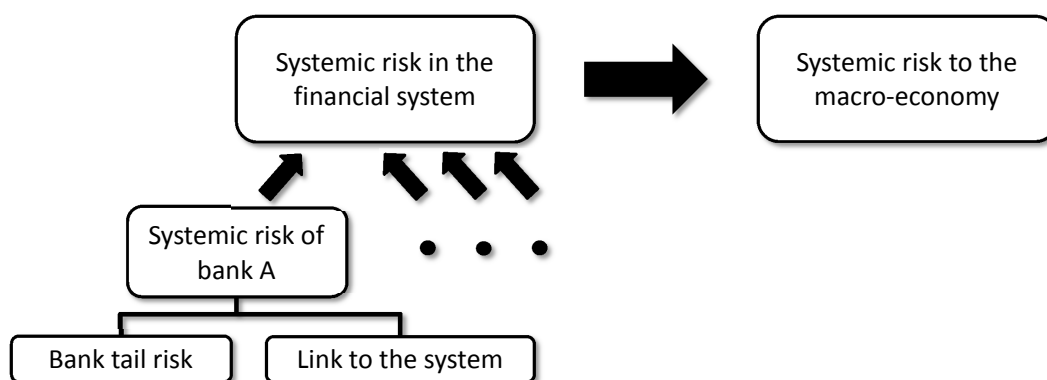 Systemic risk in the
financial system
Systemic risk to the
macro-economy
Systemic risk of
bank A
Bank tail risk
Link to the system